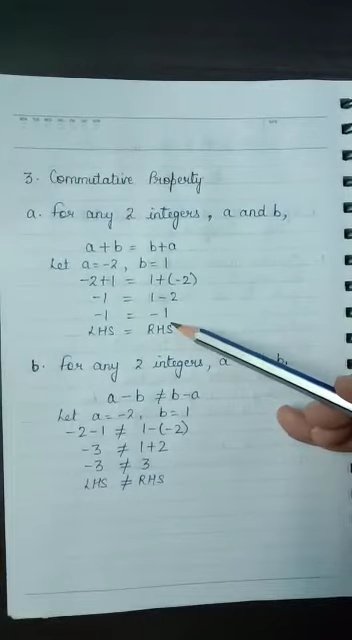 3. Commutative Property
a. for any 2 integers, a and b,
a+b = b+a
Let a=-2, b=1
-2+1 = 1+(-2)
-1 = 1-2
-1 = -1
LHS = RHS
b. for any 2 integers, a b,
a-b ≠ b-a
Let a=-2, b=1
-2-1 ≠ 1-(-2)
-3 ≠ 1+2
-3 ≠ 3
LHS ≠ RHS